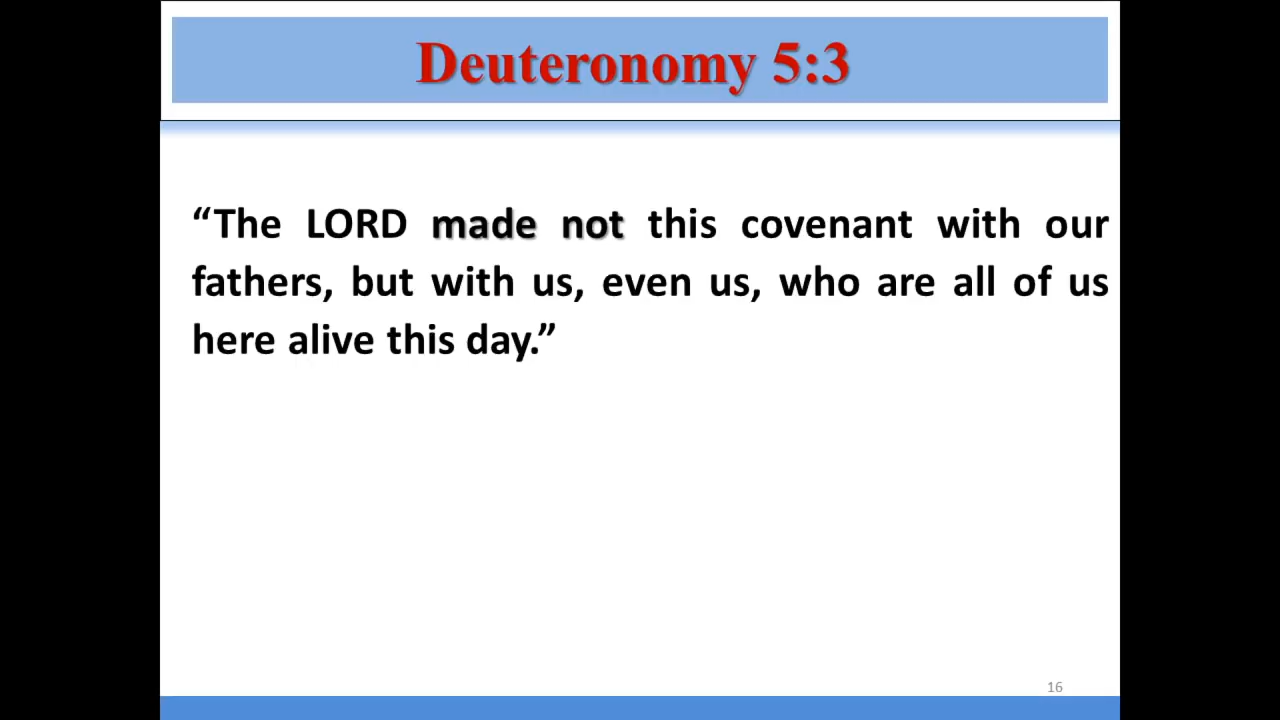 Deuteronomy 5:3
“The LORD made not this covenant with our
fathers, but with us, even us, who are all of us
here alive this day.”
16